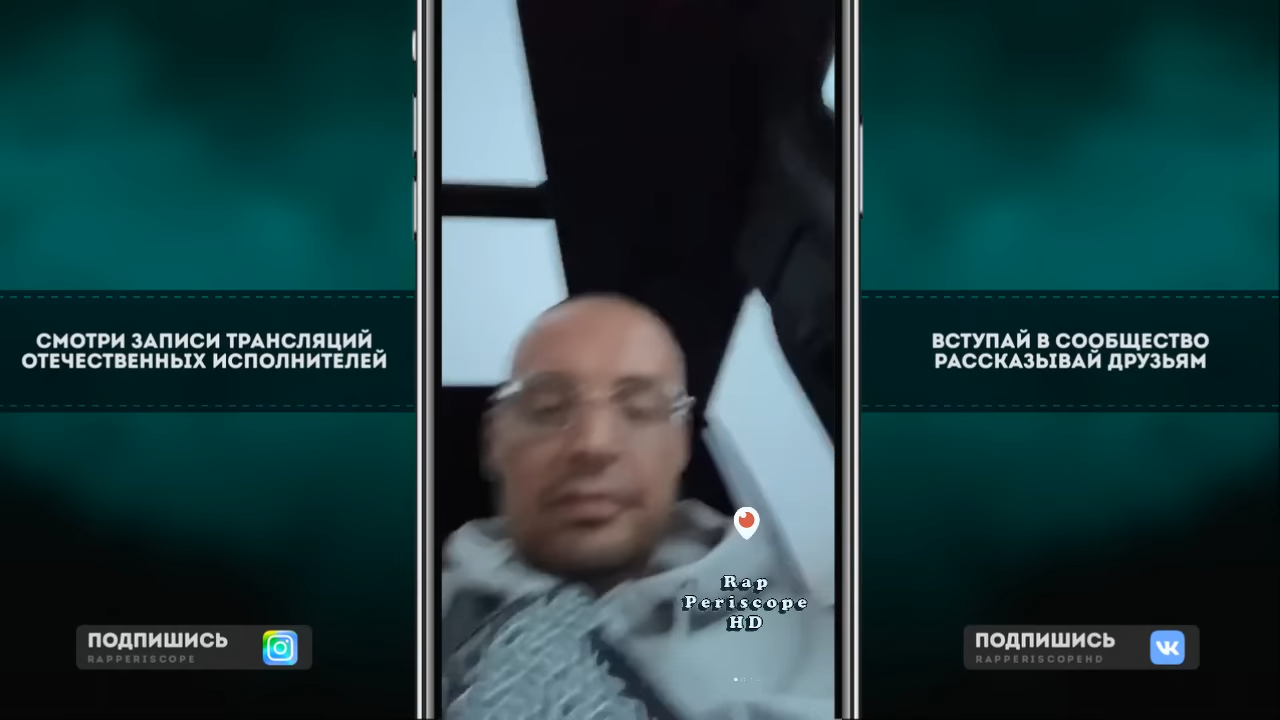 СМОТРИ ЗАПИСИ ТРАНСЛЯЦИЙ
ОТЕЧЕСТВЕННЫХ ИСПОЛНИТЕЛЕЙ
ВСТУПАЙ В СООБЩЕСТВО
РАССКАЗЫВАЙ ДРУЗЬЯМ
Rap
Periscope
HD
ПОДПИШИСЬ
RAPPERISCOPE
ПОДПИШИСЬ
RAPPERISCOPEHD